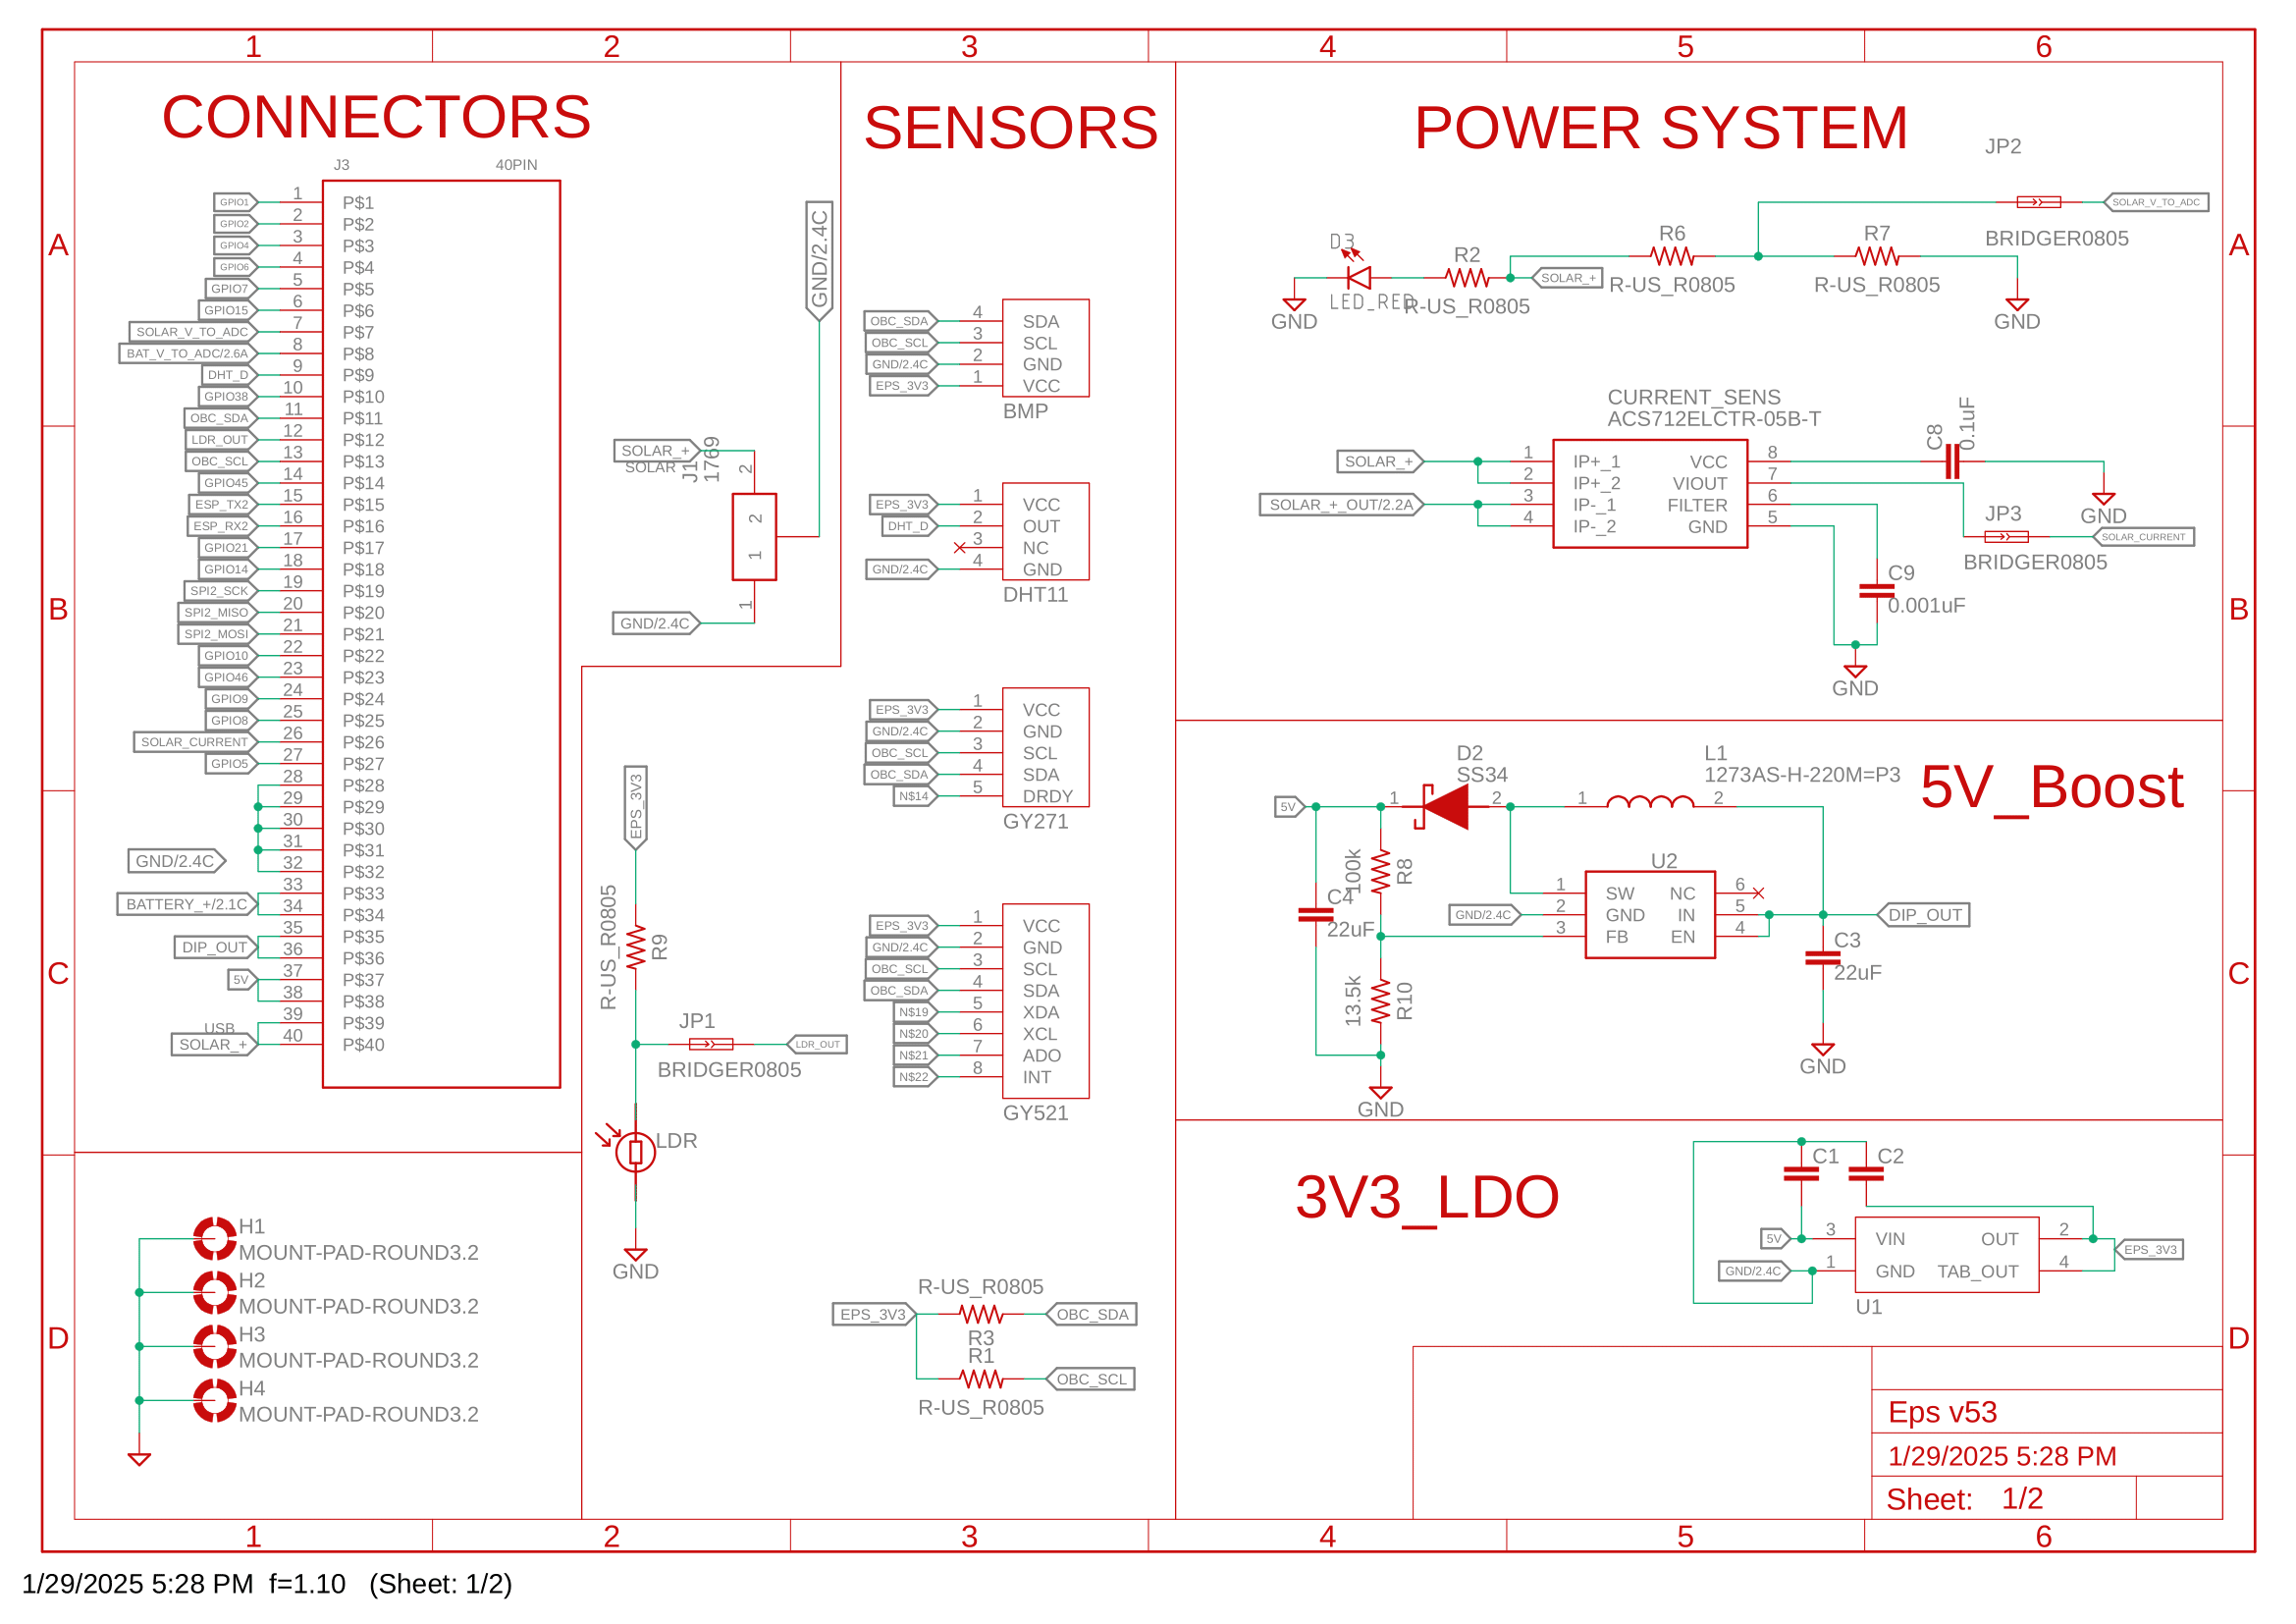 1 2 3 4 5 6
A
B
C
D
CONNECTORS
J3 40PIN
GPIO1 1 P$1
GPIO2 2 P$2
GPIO4 3 P$3
GPIO6 4 P$4
GPIO7 5 P$5
GPIO15 6 P$6
SOLAR_V_TO_ADC 7 P$7
BAT_V_TO_ADC/2.6A 8 P$8
DHT_D 9 P$9
GPIO38 10 P$10
OBC_SDA 11 P$11
LDR_OUT 12 P$12
OBC_SCL 13 P$13
GPIO45 14 P$14
ESP_TX2 15 P$15
ESP_RX2 16 P$16
GPIO21 17 P$17
GPIO14 18 P$18
SPI2_SCK 19 P$19
SPI2_MISO 20 P$20
SPI2_MOSI 21 P$21
GPIO10 22 P$22
GPIO46 23 P$23
GPIO9 24 P$24
GPIO8 25 P$25
SOLAR_CURRENT 26 P$26
GPIO5 27 P$27
28 P$28
29 P$29
30 P$30
31 P$31
GND/2.4C 32 P$32
33 P$33
BATTERY_+/2.1C 34 P$34
35 P$35
DIP_OUT 36 P$36
5V 37 P$37
38 P$38
39 P$39
USB
SOLAR_+ 40 P$40
GND/2.4C
SOLAR_+
SOLAR
J1
1769
2
2
1
1
GND/2.4C
H1
MOUNT-PAD-ROUND3.2
H2
MOUNT-PAD-ROUND3.2
H3
MOUNT-PAD-ROUND3.2
H4
MOUNT-PAD-ROUND3.2
SENSORS
OBC_SDA 4 SDA
OBC_SCL 3 SCL
GND/2.4C 2 GND
EPS_3V3 1 VCC
BMP
EPS_3V3 1 VCC
DHT_D 2 OUT
3 NC
GND/2.4C 4 GND
DHT11
EPS_3V3 1 VCC
GND/2.4C 2 GND
OBC_SCL 3 SCL
OBC_SDA 4 SDA
N$14 5 DRDY
GY271
EPS_3V3 1 VCC
GND/2.4C 2 GND
OBC_SCL 3 SCL
OBC_SDA 4 SDA
N$19 5 XDA
N$20 6 XCL
N$21 7 ADO
N$22 8 INT
GY521
EPS_3V3
R-US_R0805
R9
JP1
LDR_OUT
BRIDGER0805
LDR
GND
R-US_R0805
EPS_3V3 OBC_SDA
R3
R1
OBC_SCL
R-US_R0805
POWER SYSTEM
JP2
SOLAR_V_TO_ADC
BRIDGER0805
D3
LED_RED
GND
R2
R-US_R0805
SOLAR_+
R6
R-US_R0805
R7
R-US_R0805
GND
CURRENT_SENS
ACS712ELCTR-05B-T
SOLAR_+ 1 IP+_1 VCC 8
2 IP+_2 VIOUT 7
SOLAR_+_OUT/2.2A 3 IP-_1 FILTER 6
4 IP-_2 GND 5
C8
0.1uF
GND
JP3
SOLAR_CURRENT
BRIDGER0805
C9
0.001uF
GND
5V_Boost
D2
SS34
L1
1273AS-H-220M=P3
5V 1 2 1 2
100k
R8
C4
22uF
U2
1 SW NC 6
GND/2.4C 2 GND IN 5 DIP_OUT
3 FB EN 4
C3
22uF
13.5k
R10
GND
GND
3V3_LDO
C1 C2
5V 3 VIN OUT 2
EPS_3V3
GND/2.4C 1 GND TAB_OUT 4
U1
Eps v53
1/29/2025 5:28 PM
Sheet: 1/2
A
B
C
D
1 2 3 4 5 6
1/29/2025 5:28 PM f=1.10 (Sheet: 1/2)